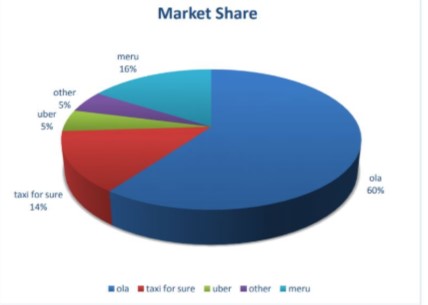 Market Share
meru
16%
other
5%
uber
5%
taxi for sure
14%
ola
60%
ola taxi for sure uber other meru